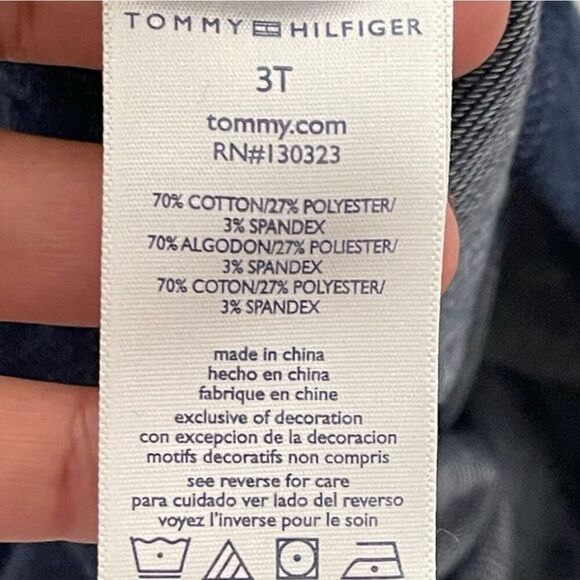 TOMMY HILFIGER
3T
tommy.com
RN#130323
70% COTTON/27% POLYESTER/
3% SPANDEX
70% ALGODON/27% POLIESTER/
3% SPANDEX
70% COTON/27% POLYESTER/
3% SPANDEX
made in china
hecho en china
fabrique en chine
exclusive of decoration
con excepcion de la decoracion
motifs decoratifs non compris
see reverse for care
para cuidado ver lado del reverso
voyez l'inverse pour le soin